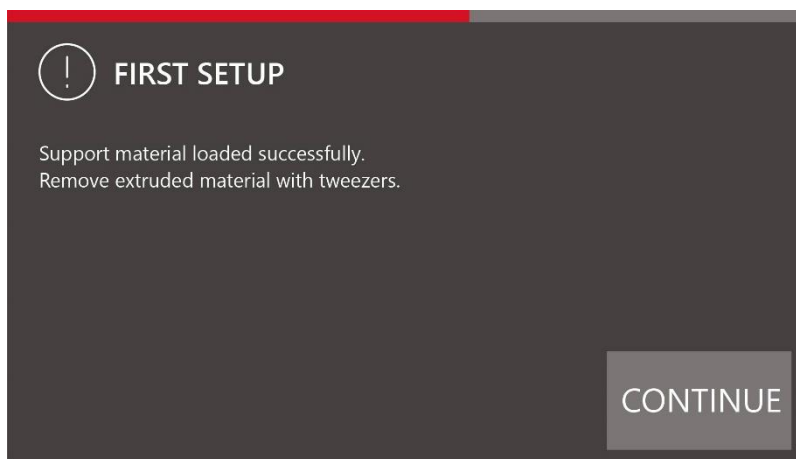 FIRST SETUP
Support material loaded successfully.
Remove extruded material with tweezers.
CONTINUE